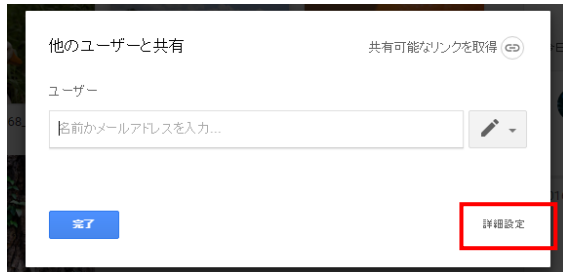 他のユーザーと共有
共有可能なリンクを取得
ユーザー
名前かメールアドレスを入力...
完了
詳細設定